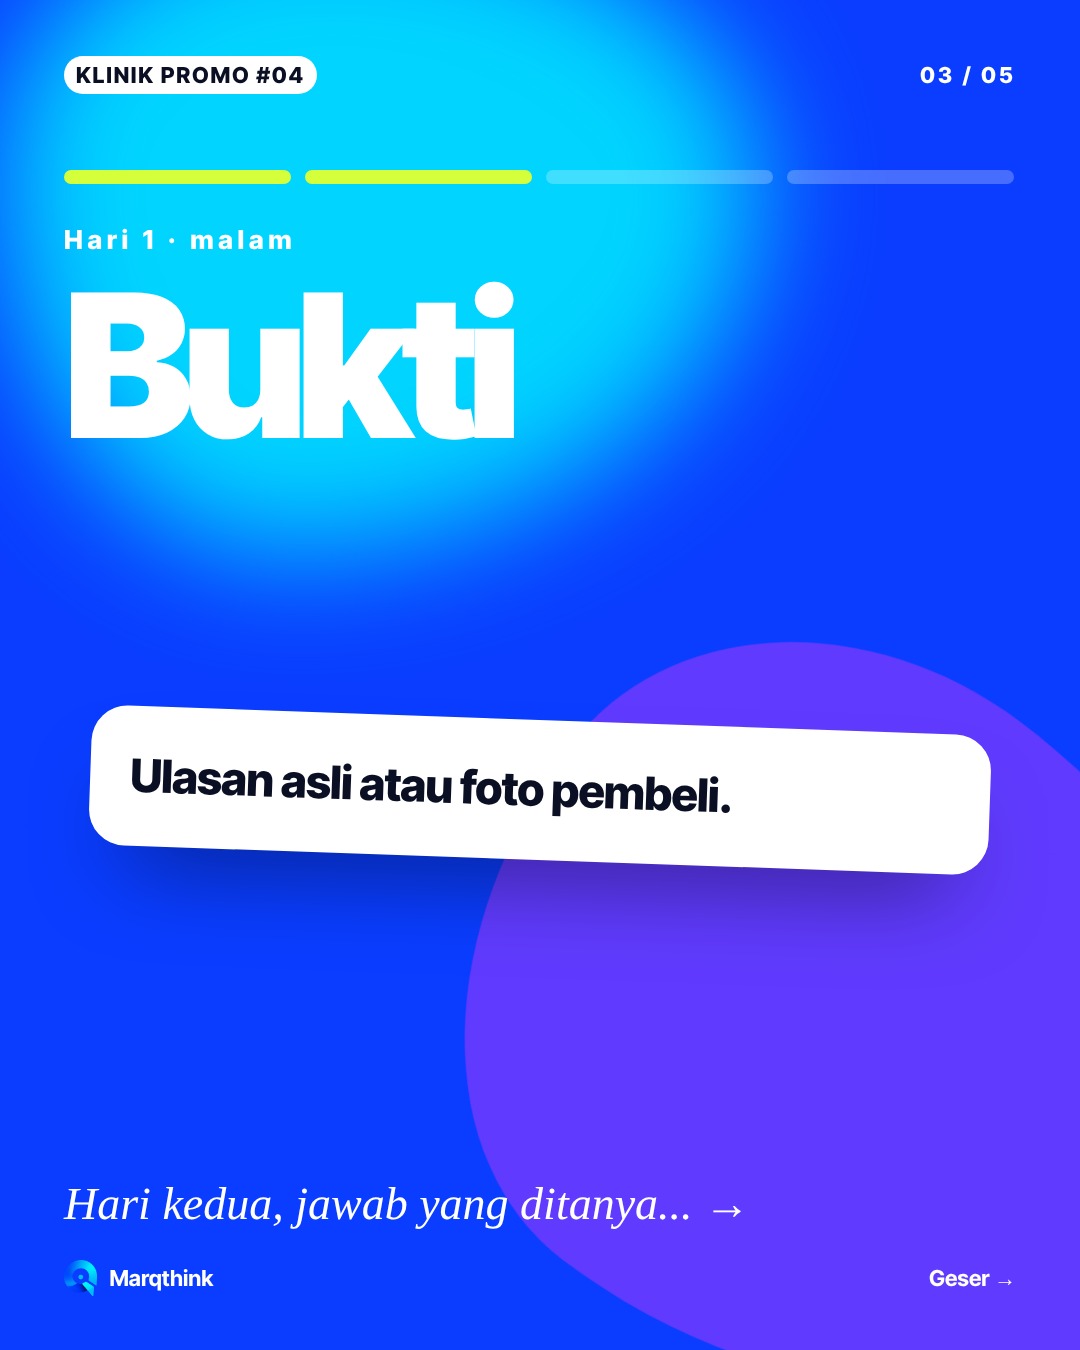 KLINIK PROMO #04
03 / 05
Hari 1 · malam
Bukti
Ulasan asli atau foto pembeli.
Hari kedua, jawab yang ditanya... →
Marqthink
Geser →